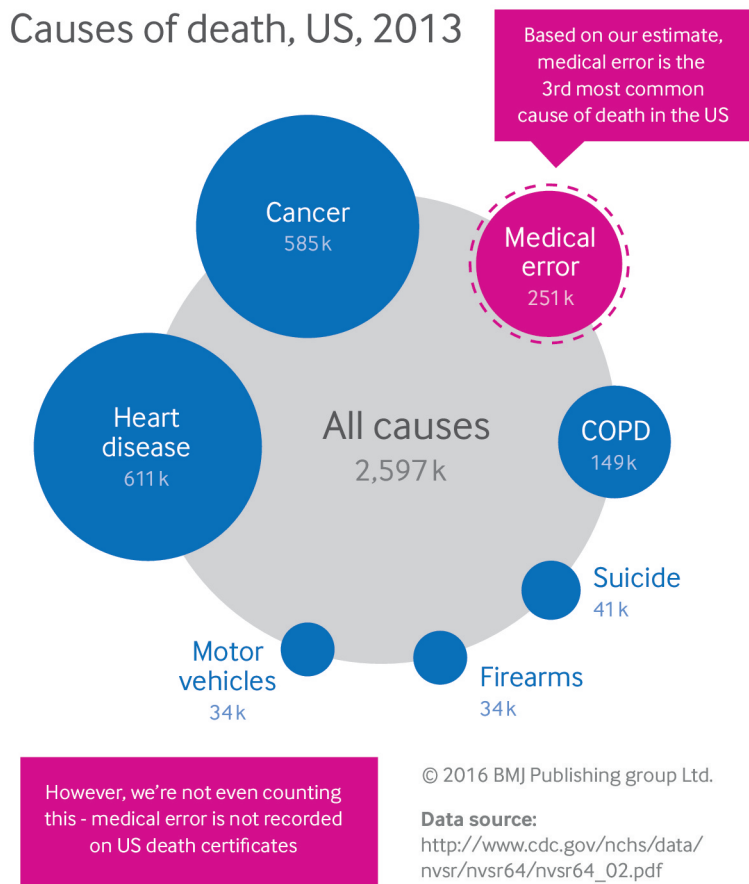 Causes of death, US, 2013
Based on our estimate,
medical error is the
3rd most common
cause of death in the US
Cancer
585k
Medical
error
251k
Heart
disease
611k
All causes
2,597k
COPD
149k
Suicide
41k
Motor
vehicles
34k
Firearms
34k
However, we’re not even counting
this - medical error is not recorded
on US death certificates
© 2016 BMJ Publishing group Ltd.
Data source:
http://www.cdc.gov/nchs/data/
nvsr/nvsr64/nvsr64_02.pdf